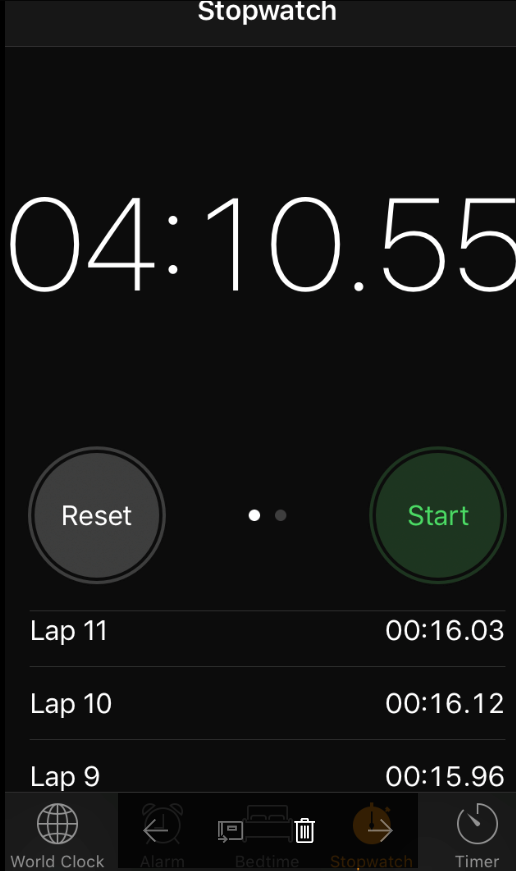 Stopwatch
04:10.55
Reset Start
Lap 11 00:16.03
Lap 10 00:16.12
Lap 9 00:15.96
World Clock Alarm Bedtime Stopwatch Timer